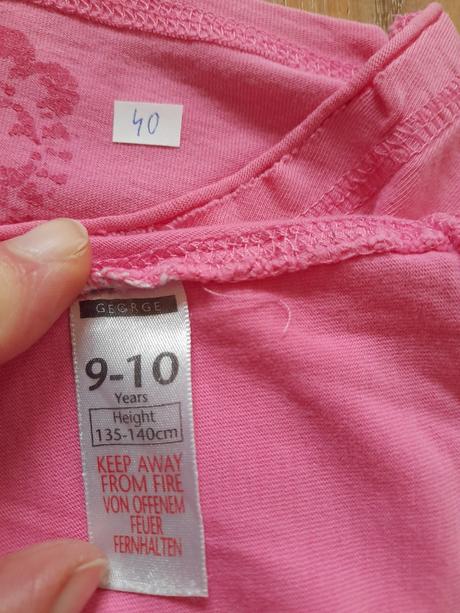 40
GEORGE
9-10
Years
Height
135-140cm
KEEP AWAY
FROM FIRE
VON OFFENEM
FEUER
FERNHALTEN